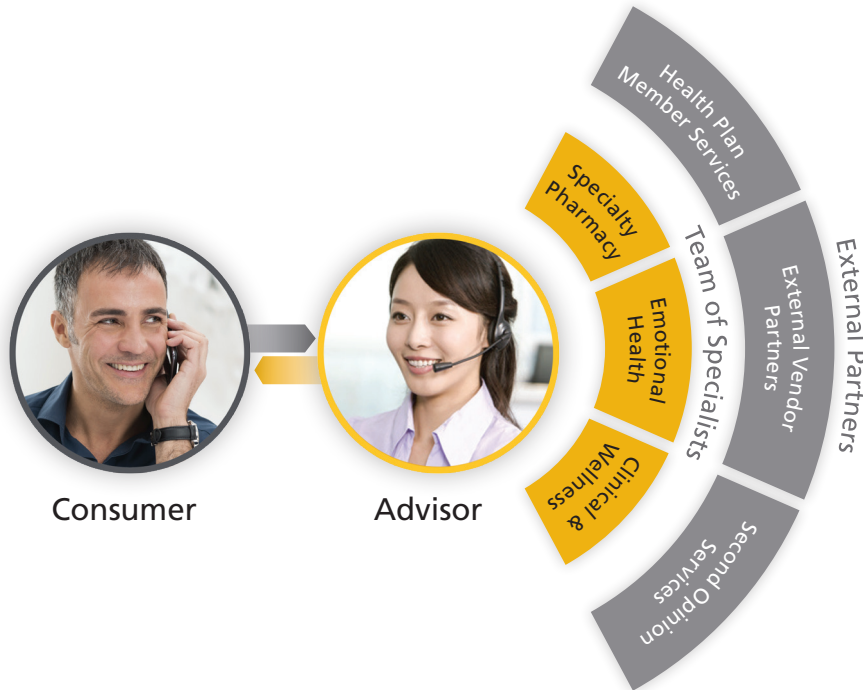 Consumer
Advisor
Specialty
Pharmacy
Emotional
Health
Clinical &
Wellness
Team of Specialists
Health Plan
Member Services
External Vendor
Partners
Second Opinion
Services
External Partners